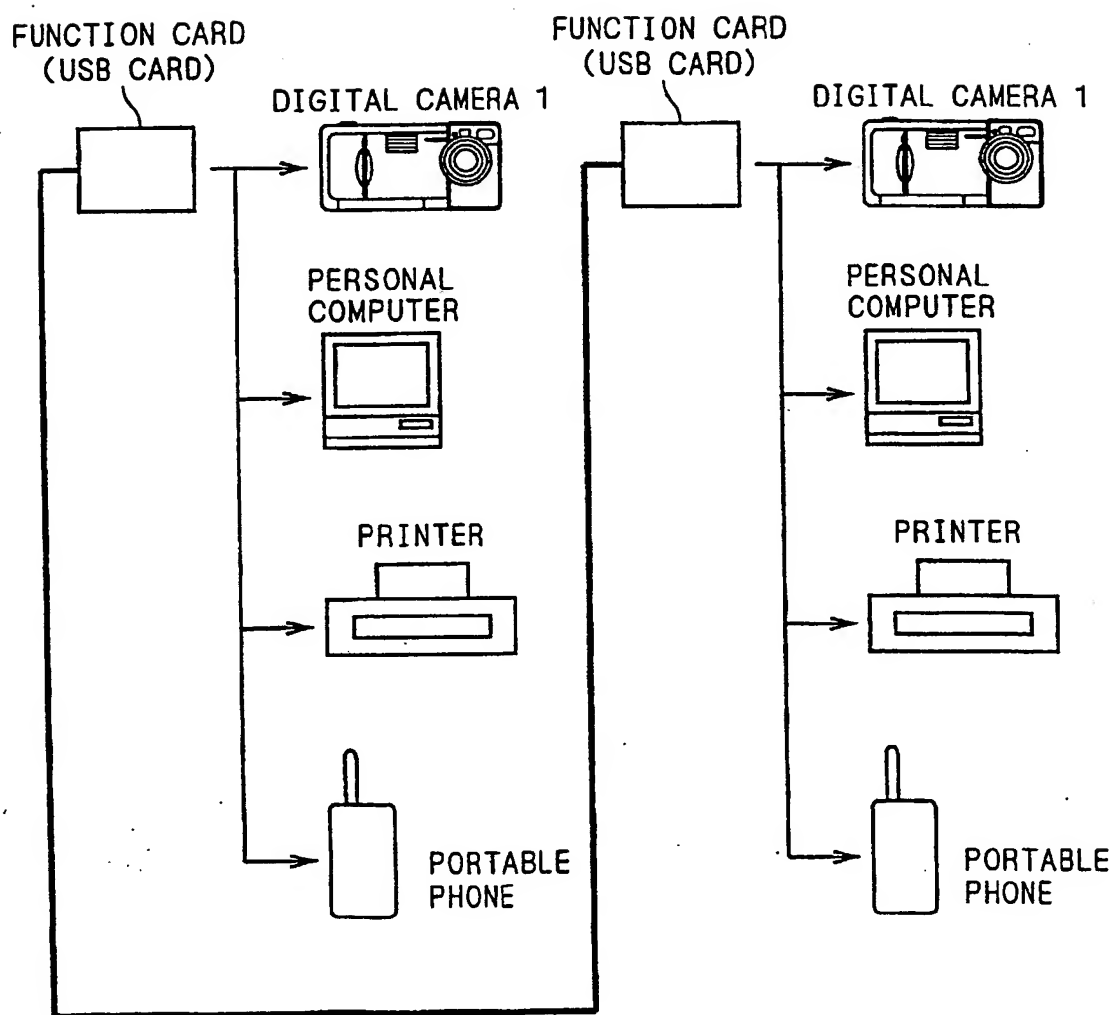 FUNCTION CARD
(USB CARD)
DIGITAL CAMERA 1
PERSONAL
COMPUTER
PRINTER
PORTABLE
PHONE
FUNCTION CARD
(USB CARD)
DIGITAL CAMERA 1
PERSONAL
COMPUTER
PRINTER
PORTABLE
PHONE